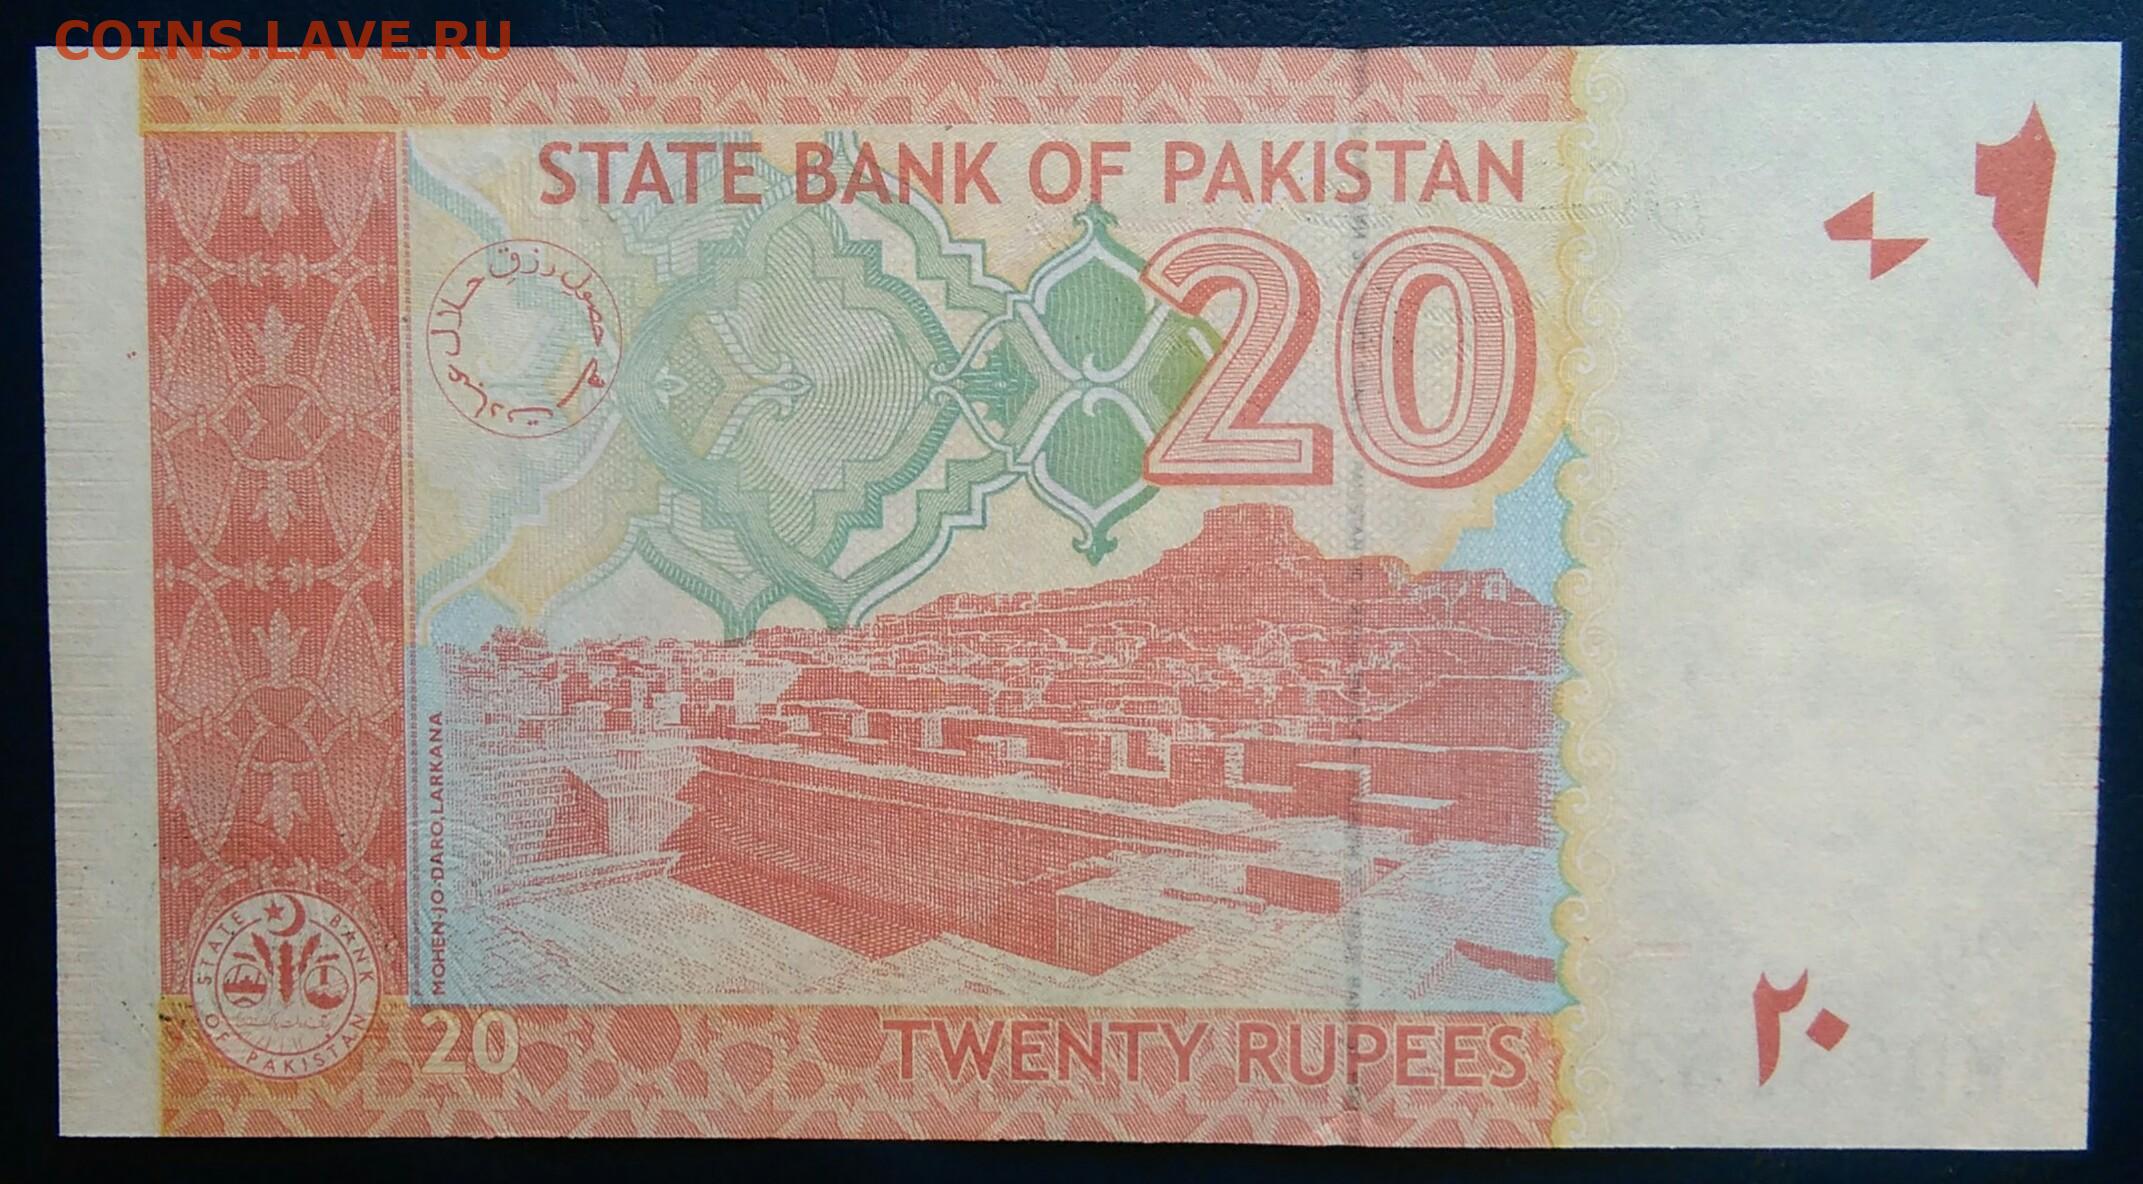 COINS.LAVE.RU
STATE BANK OF PAKISTAN
حصول رزق حلال عبادت ہے
20
MOHEN-JO-DARO, LARKANA
STATE BANK OF PAKISTAN
20
TWENTY RUPEES
۲۰